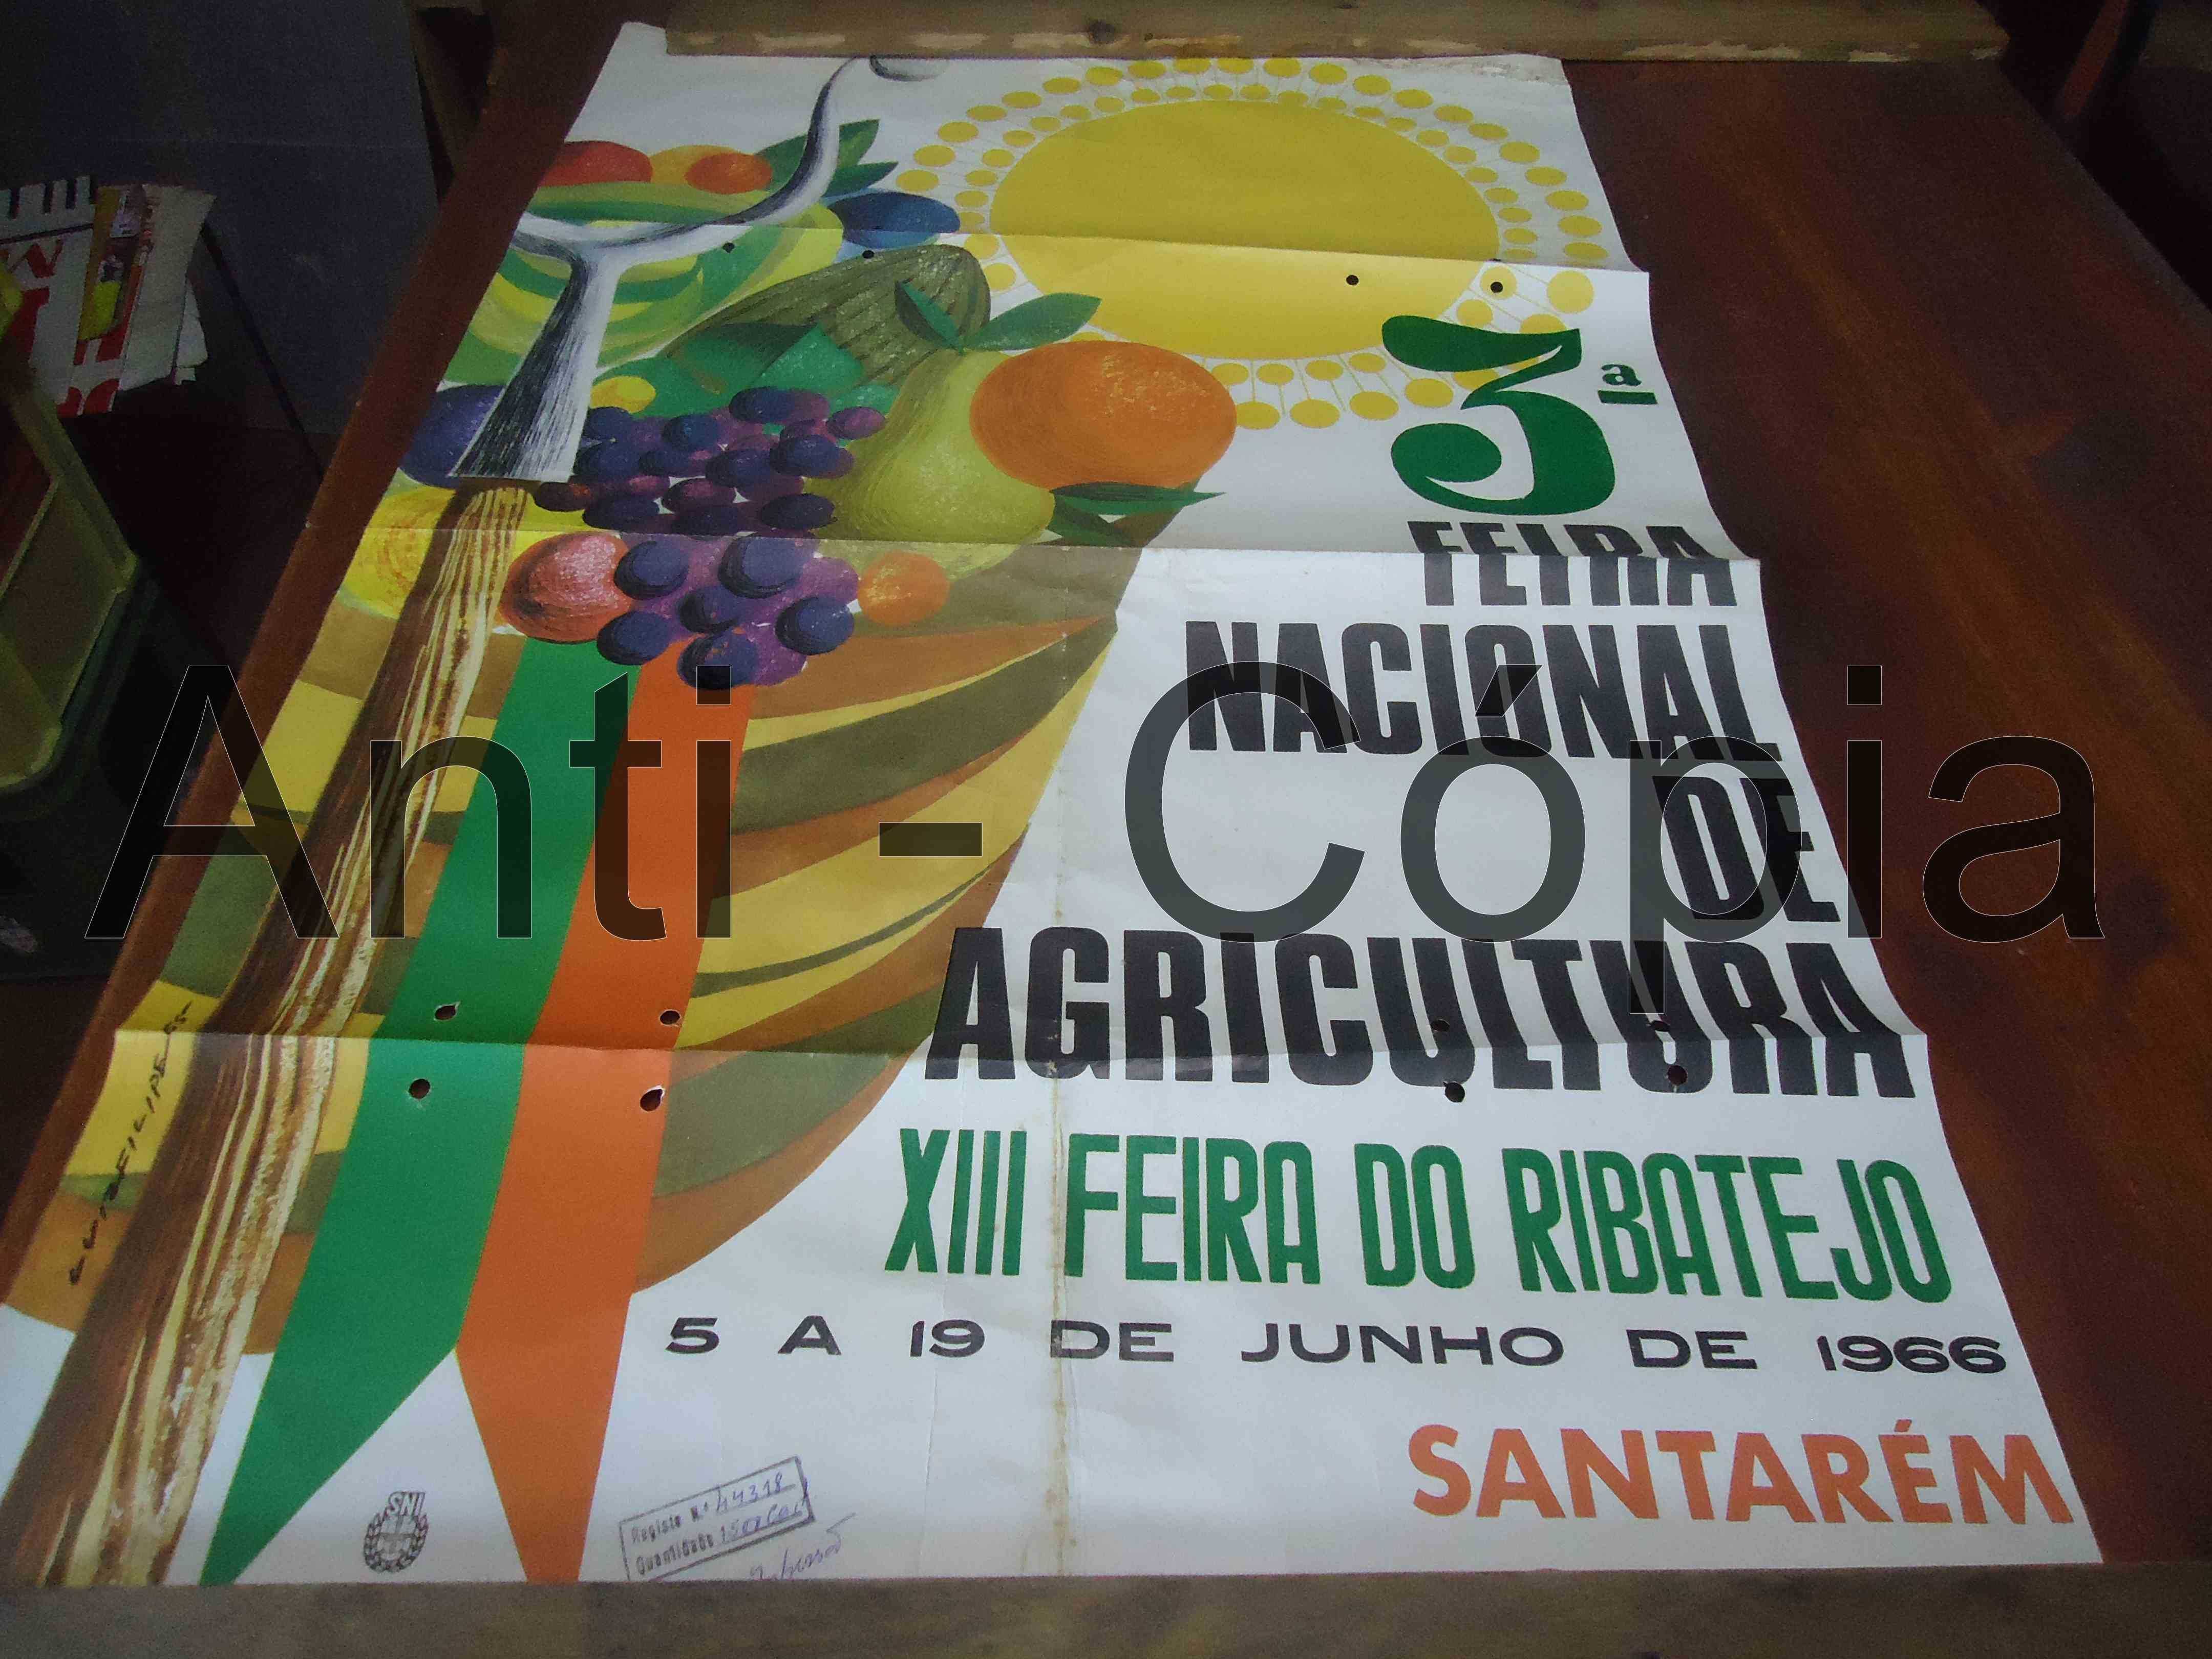 3ª
FEIRA
NACIONAL
DE
AGRICULTURA
XIII FEIRA DO RIBATEJO
5 A 19 DE JUNHO DE 1966
SANTARÉM
LUIZFILIPE
SNI
Registo N.º 44318
Quantidade
Anti - Cópia